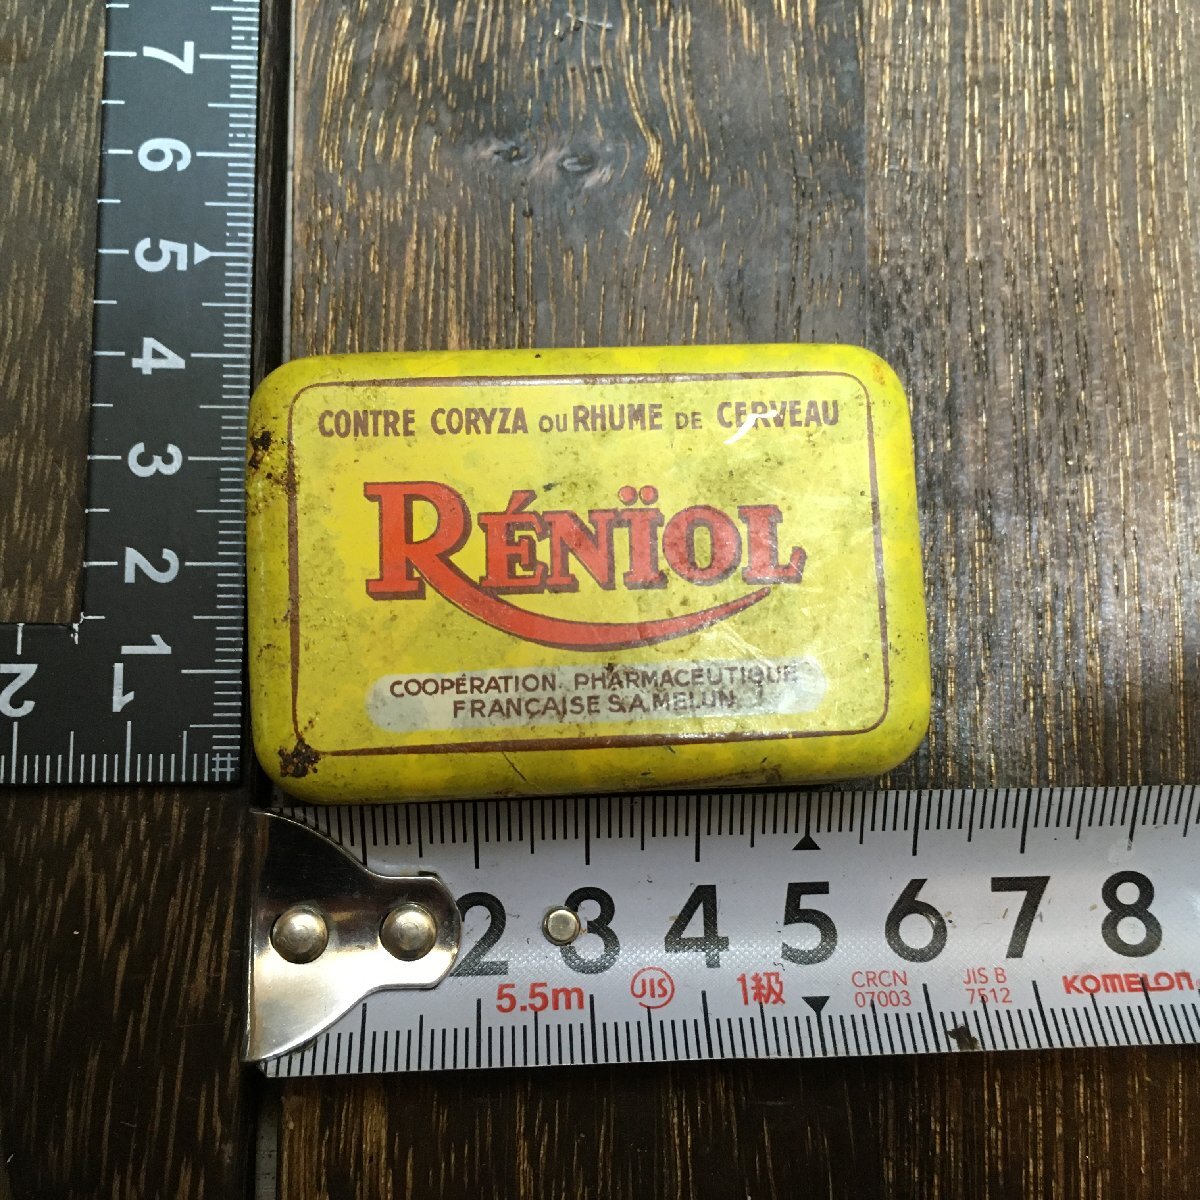 7
6
5
4
3
2
1
2 1
CONTRE CORYZA OU RHUME DE CERVEAU
RÉNÏOL
COOPÉRATION PHARMACEUTIQUE
FRANÇAISE S.A. MELUN
2 3 4 5 6 7 8
5.5m JIS 1級 CRCN 07003 JIS B 7512 KOMELON